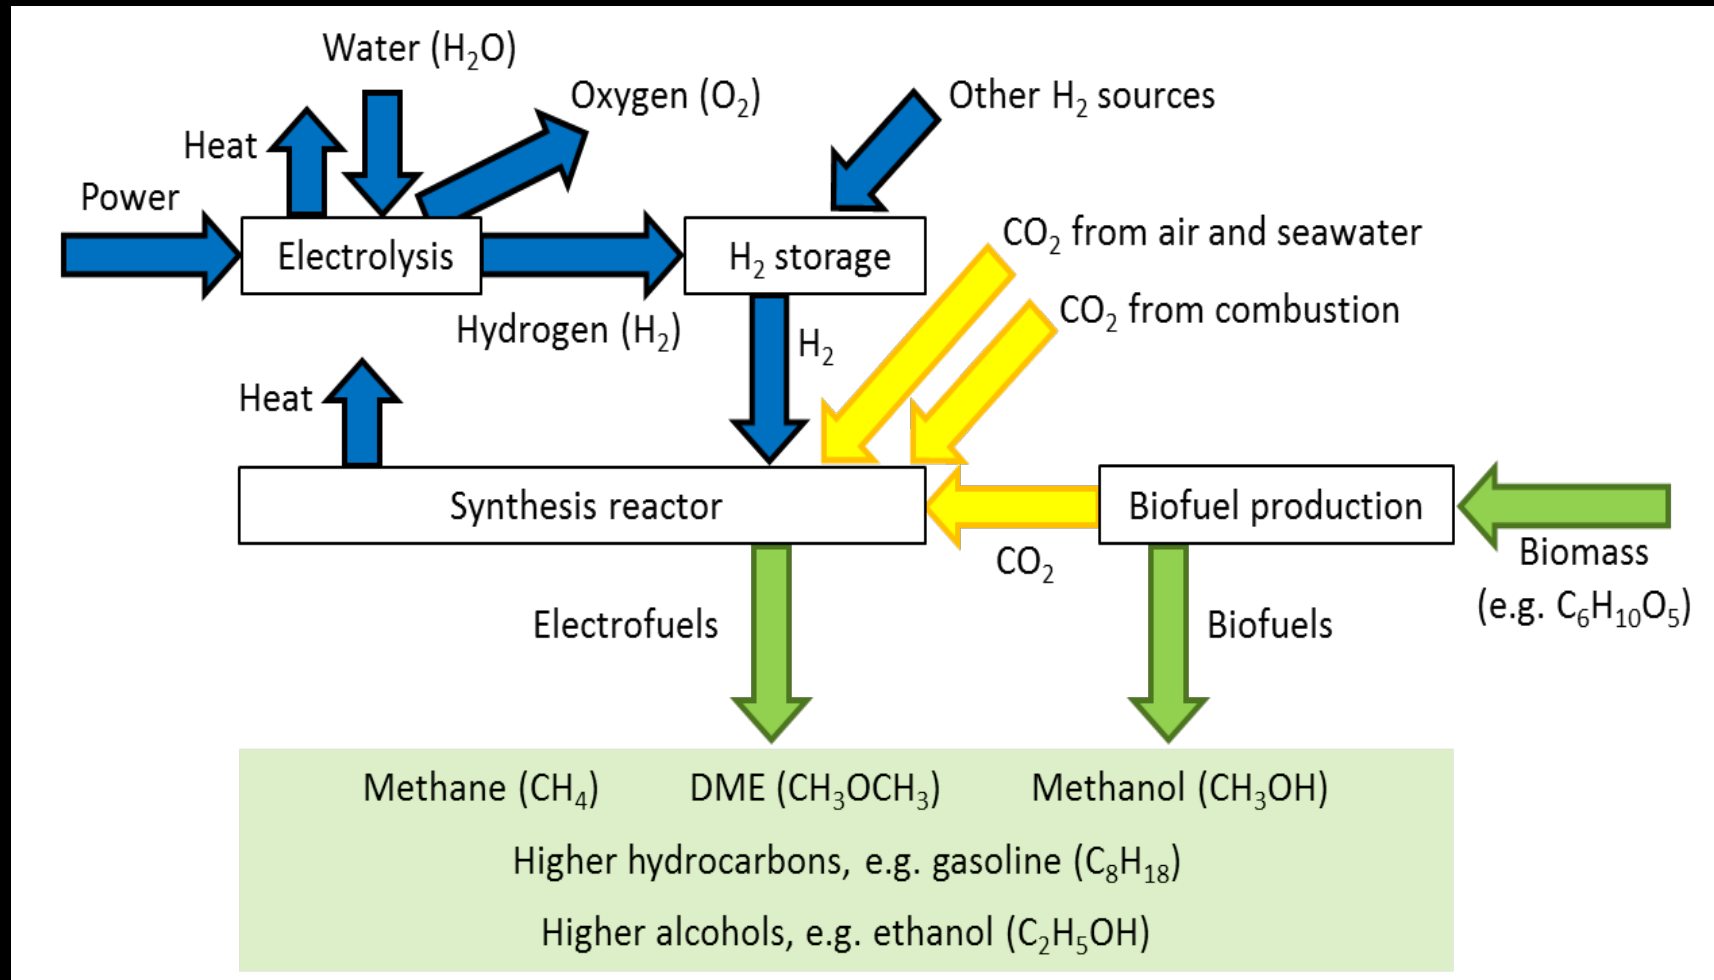 Water (H₂O)
Oxygen (O₂)
Other H₂ sources
Heat
Power
Electrolysis
H₂ storage
CO₂ from air and seawater
CO₂ from combustion
Hydrogen (H₂)
H₂
Heat
Synthesis reactor
Biofuel production
CO₂
Biomass
(e.g. C₆H₁₀O₅)
Electrofuels
Biofuels
Methane (CH₄) DME (CH₃OCH₃) Methanol (CH₃OH)
Higher hydrocarbons, e.g. gasoline (C₈H₁₈)
Higher alcohols, e.g. ethanol (C₂H₅OH)